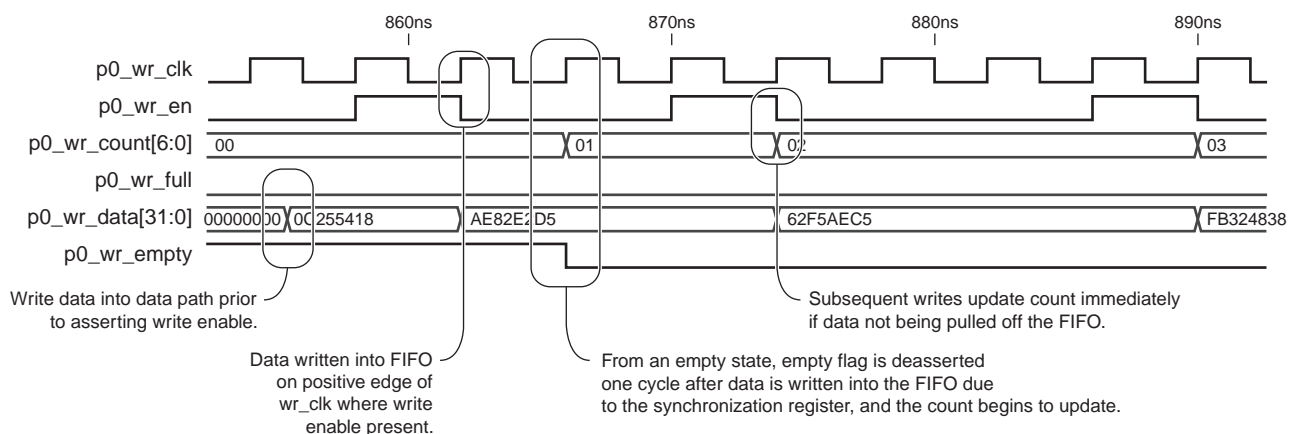 860ns 870ns 880ns 890ns
p0_wr_clk
p0_wr_en
p0_wr_count[6:0] 00 01 02 03
p0_wr_full
p0_wr_data[31:0] 00000000 0C255418 AE82E2D5 62F5AEC5 FB324838
p0_wr_empty
Write data into data path prior
to asserting write enable.
Subsequent writes update count immediately
if data not being pulled off the FIFO.
Data written into FIFO
on positive edge of
wr_clk where write
enable present.
From an empty state, empty flag is deasserted
one cycle after data is written into the FIFO due
to the synchronization register, and the count begins to update.